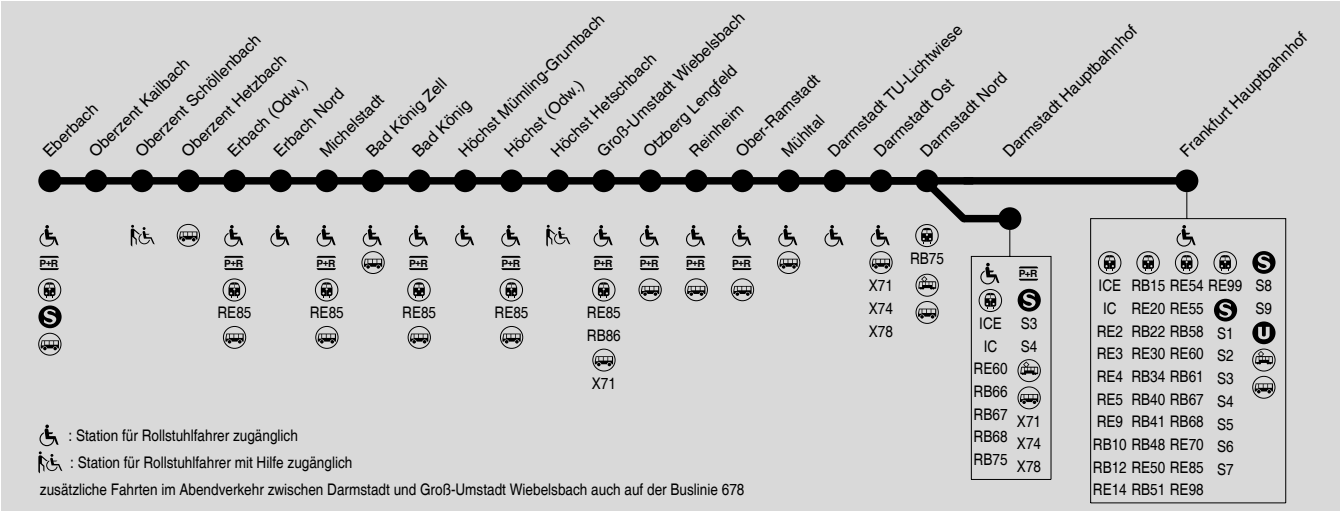 Eberbach
Oberzent Kailbach
Oberzent Schöllenbach
Oberzent Hetzbach
Erbach (Odw.)
Erbach Nord
Michelstadt
Bad König Zell
Bad König
Höchst Mümling-Grumbach
Höchst (Odw.)
Höchst Hetschbach
Groß-Umstadt Wiebelsbach
Otzberg Lengfeld
Reinheim
Ober-Ramstadt
Mühltal
Darmstadt TU-Lichtwiese
Darmstadt Ost
Darmstadt Nord
Darmstadt Hauptbahnhof
Frankfurt Hauptbahnhof
P+R
S
P+R
RE85
P+R
RE85
P+R
RE85
P+R
RE85
P+R
RE85
RB86
X71
P+R
P+R
P+R
X71
X74
X78
RB75
P+R
S
ICE S3
IC S4
RE60
RB66
RB67 X71
RB68 X74
RB75 X78
S
ICE RB15 RE54 RE99 S8
IC RE20 RE55 S S9
RE2 RB22 RB58 S1 U
RE3 RE30 RE60 S2
RE4 RB34 RB61 S3
RE5 RB40 RB67 S4
RE9 RB41 RB68 S5
RB10 RB48 RE70 S6
RB12 RE50 RE85 S7
RE14 RB51 RE98
: Station für Rollstuhlfahrer zugänglich
: Station für Rollstuhlfahrer mit Hilfe zugänglich
zusätzliche Fahrten im Abendverkehr zwischen Darmstadt und Groß-Umstadt Wiebelsbach auch auf der Buslinie 678